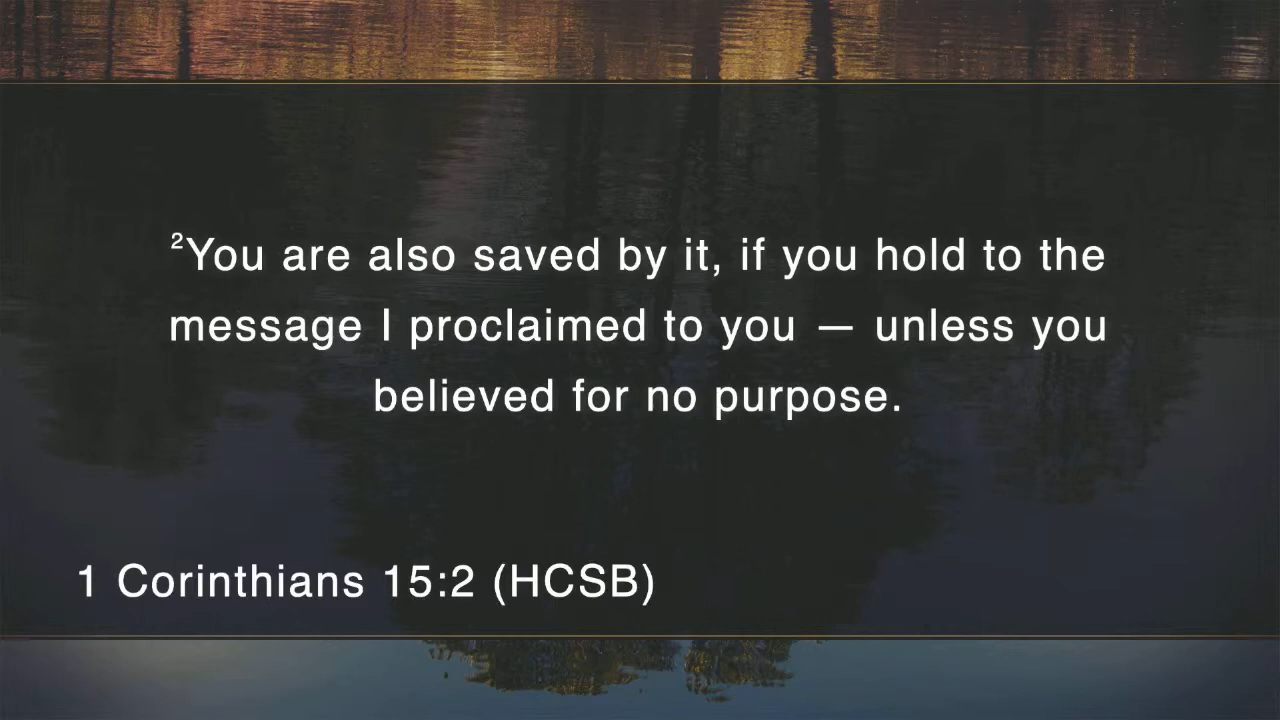 ²You are also saved by it, if you hold to the
message I proclaimed to you — unless you
believed for no purpose.
1 Corinthians 15:2 (HCSB)